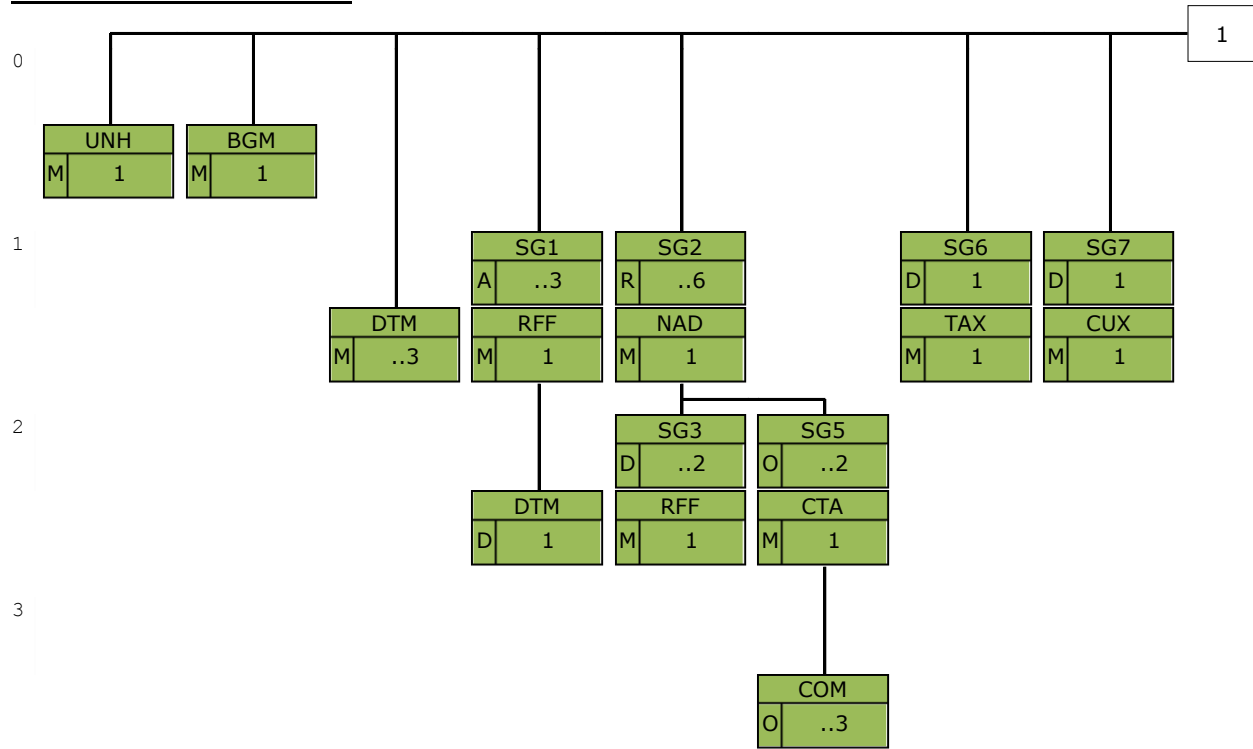 1
0
UNH BGM
M 1 M 1
1
SG1 SG2 SG6 SG7
A ..3 R ..6 D 1 D 1
DTM RFF NAD TAX CUX
M ..3 M 1 M 1 M 1 M 1
2
SG3 SG5
D ..2 O ..2
DTM RFF CTA
D 1 M 1 M 1
3
COM
O ..3